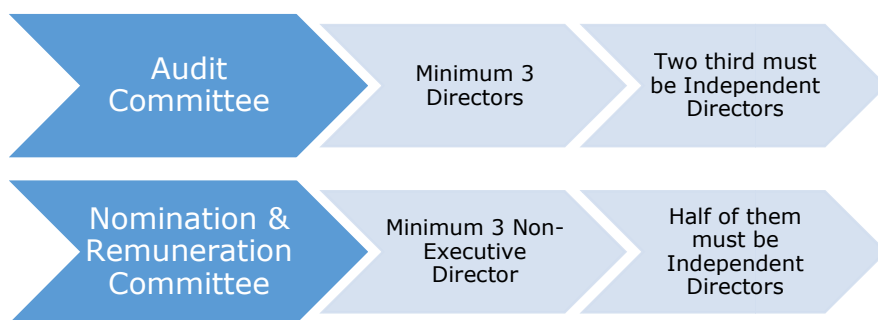 Audit
Committee
Minimum 3
Directors
Two third must
be Independent
Directors
Nomination &
Remuneration
Committee
Minimum 3 Non-
Executive
Director
Half of them
must be
Independent
Directors